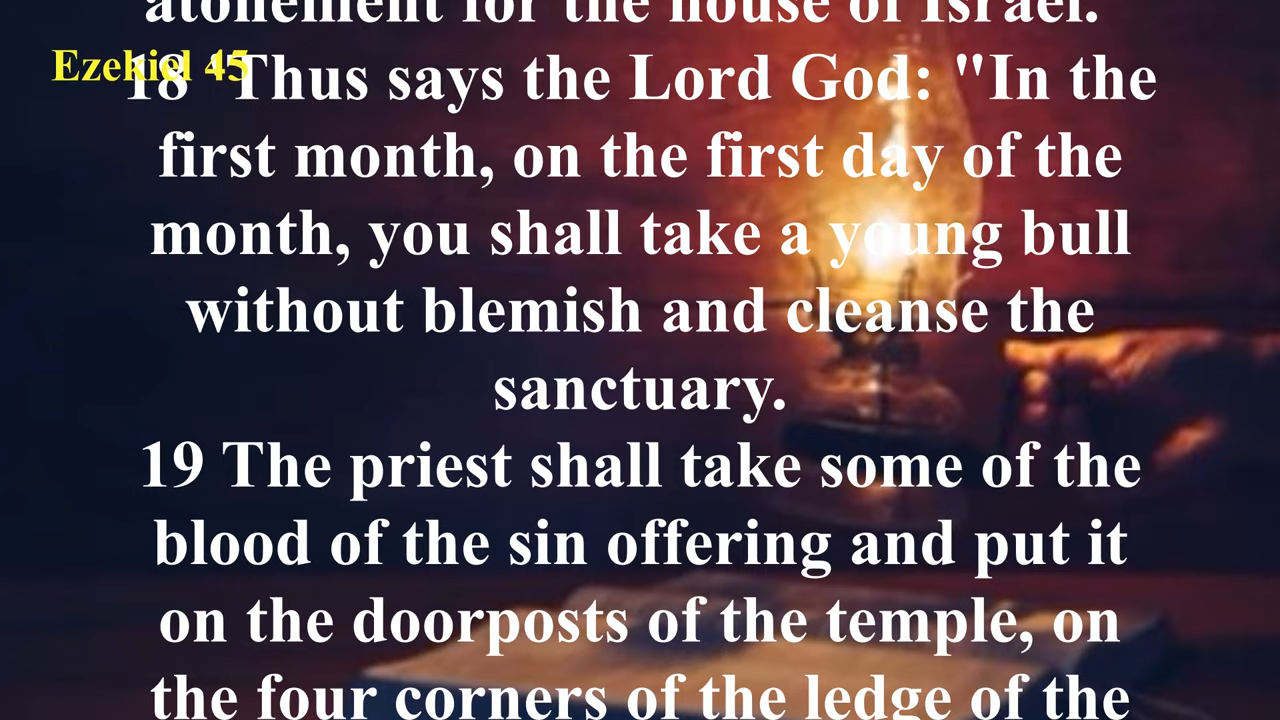 atonement for the house of Israel.
Ezekiel 45
18 "Thus says the Lord God: "In the
first month, on the first day of the
month, you shall take a young bull
without blemish and cleanse the
sanctuary.
19 The priest shall take some of the
blood of the sin offering and put it
on the doorposts of the temple, on
the four corners of the ledge of the